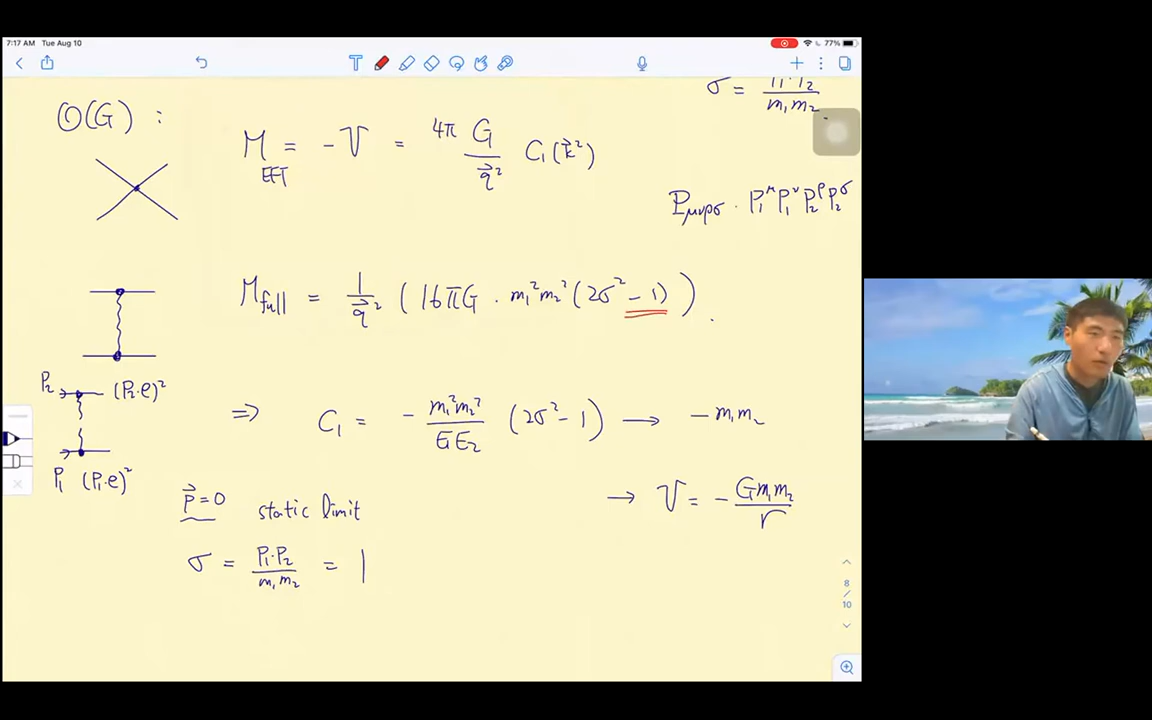 7:17 AM Tue Aug 10
77%
σ = P₁·P₂ / m₁m₂
O(G) :
M_EFT = -V = 4π G / q⃗² C₁(k⃗²)
P_μνρσ · P₁^μ P₁^ν P₂^ρ P₂^σ
M_full = 1/q⃗² ( 16πG · m₁²m₂² (2σ² - 1) ) .
P₂ (P₂·e)²
⇒ C₁ = - m₁²m₂² / E₁E₂ (2σ² - 1) → - m₁m₂
P₁ (P₁·e)²
p⃗ = 0 static limit
→ V = - Gm₁m₂ / r
σ = P₁·P₂ / m₁m₂ = 1
8
/
10